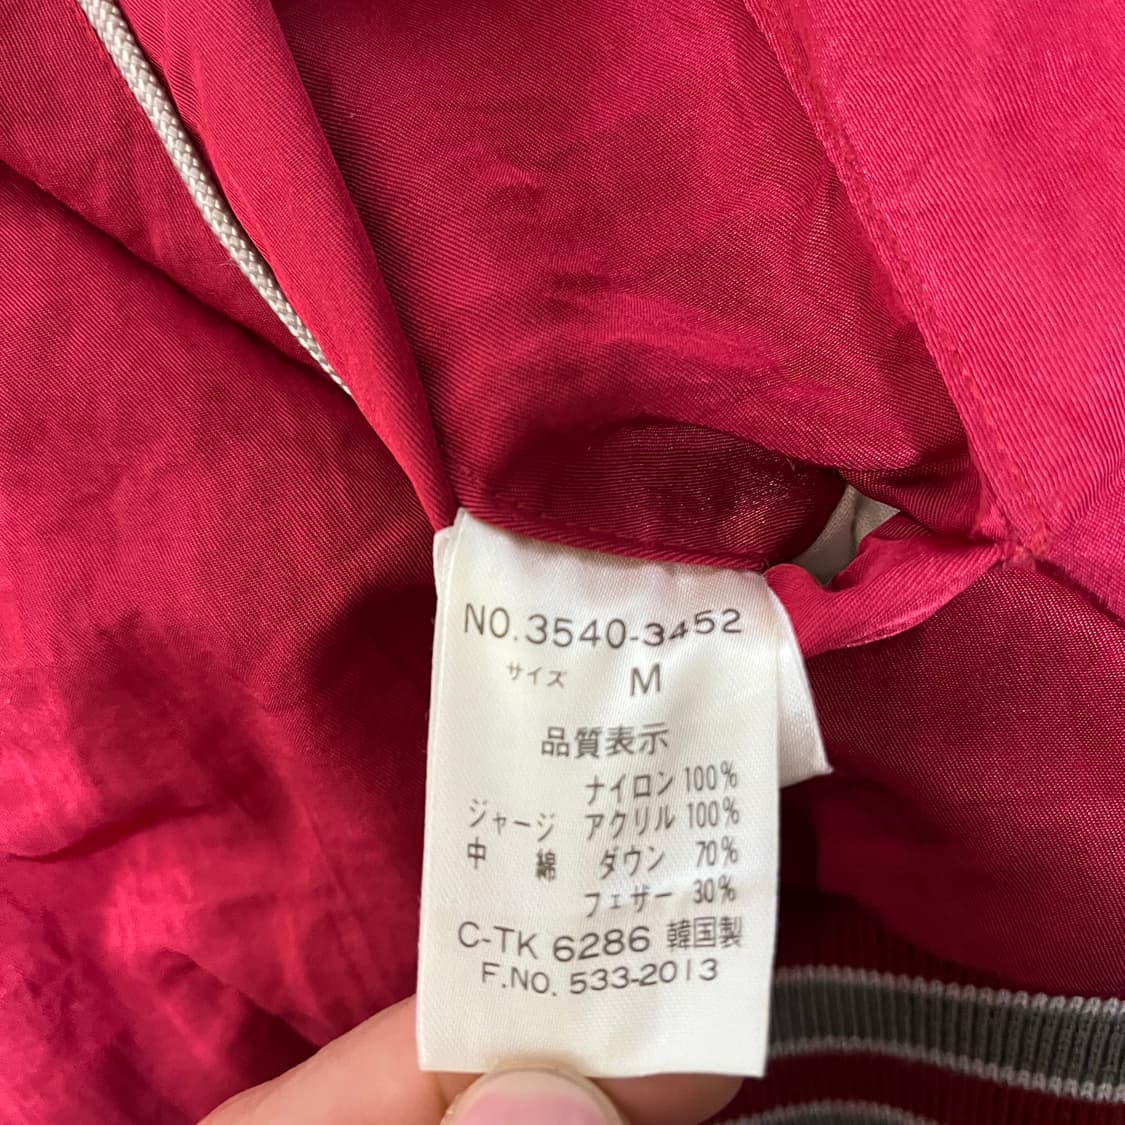 NO. 3540-3452
サイズ M
品質表示
ナイロン 100%
ジャージ アクリル 100%
中綿 ダウン 70%
フェザー 30%
C-TK 6286 韓国製
F.NO. 533-2013